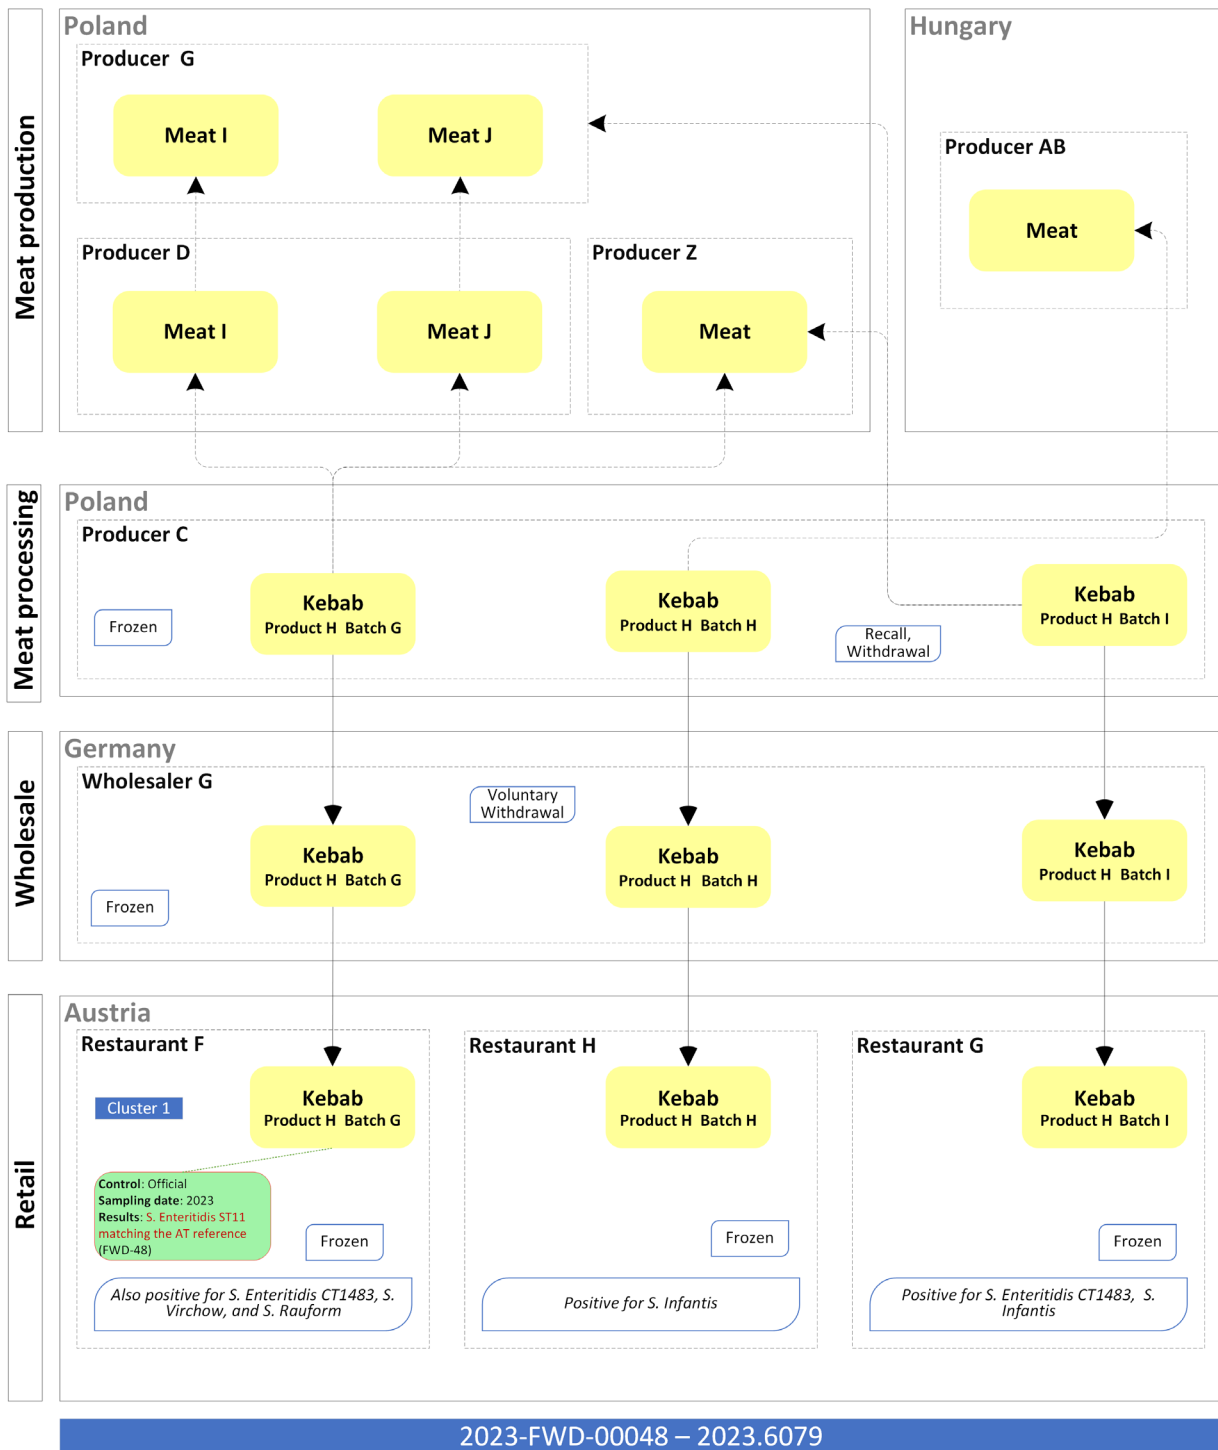 Meat production
Poland
Hungary
Producer G
Meat I
Meat J
Producer AB
Meat
Producer D
Producer Z
Meat I
Meat J
Meat
Meat processing
Poland
Producer C
Kebab
Product H Batch G
Kebab
Product H Batch H
Kebab
Product H Batch I
Frozen
Recall,
Withdrawal
Wholesale
Germany
Wholesaler G
Voluntary
Withdrawal
Kebab
Product H Batch G
Kebab
Product H Batch H
Kebab
Product H Batch I
Frozen
Retail
Austria
Restaurant F
Cluster 1
Kebab
Product H Batch G
Control: Official
Sampling date: 2023
Results: S. Enteritidis ST11
matching the AT reference
(FWD-48)
Frozen
Also positive for S. Enteritidis CT1483, S.
Virchow, and S. Rauform
Restaurant H
Kebab
Product H Batch H
Frozen
Positive for S. Infantis
Restaurant G
Kebab
Product H Batch I
Frozen
Positive for S. Enteritidis CT1483, S.
Infantis
2023-FWD-00048 – 2023.6079